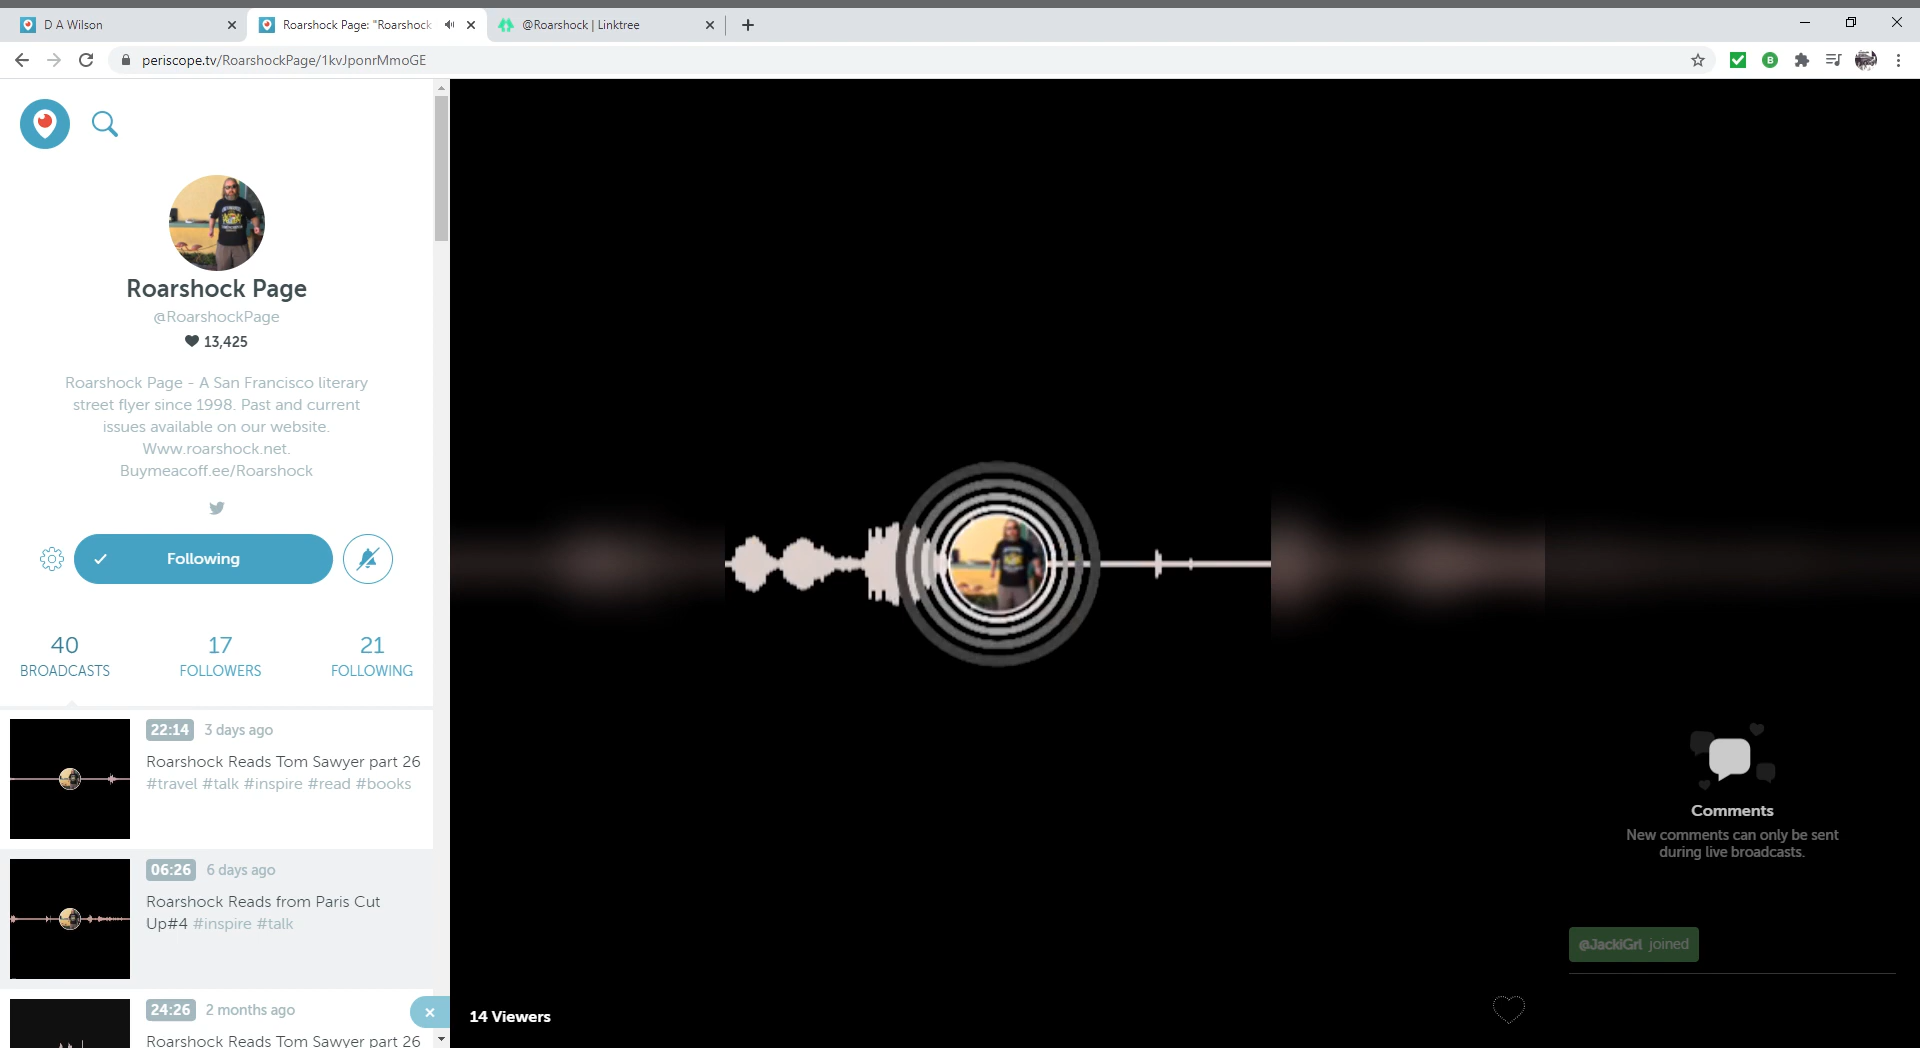 D A Wilson
Roarshock Page: "Roarshock
@Roarshock | Linktree
periscope.tv/RoarshockPage/1kvJponrMmoGE
B
Roarshock Page
@RoarshockPage
13,425
Roarshock Page - A San Francisco literary
street flyer since 1998. Past and current
issues available on our website.
Www.roarshock.net.
Buymeacoff.ee/Roarshock
Following
40
BROADCASTS
17
FOLLOWERS
21
FOLLOWING
22:14 3 days ago
Roarshock Reads Tom Sawyer part 26
#travel #talk #inspire #read #books
06:26 6 days ago
Roarshock Reads from Paris Cut
Up#4 #inspire #talk
24:26 2 months ago
Roarshock Reads Tom Sawyer part 26
14 Viewers
Comments
New comments can only be sent
during live broadcasts.
@JackiGrl joined